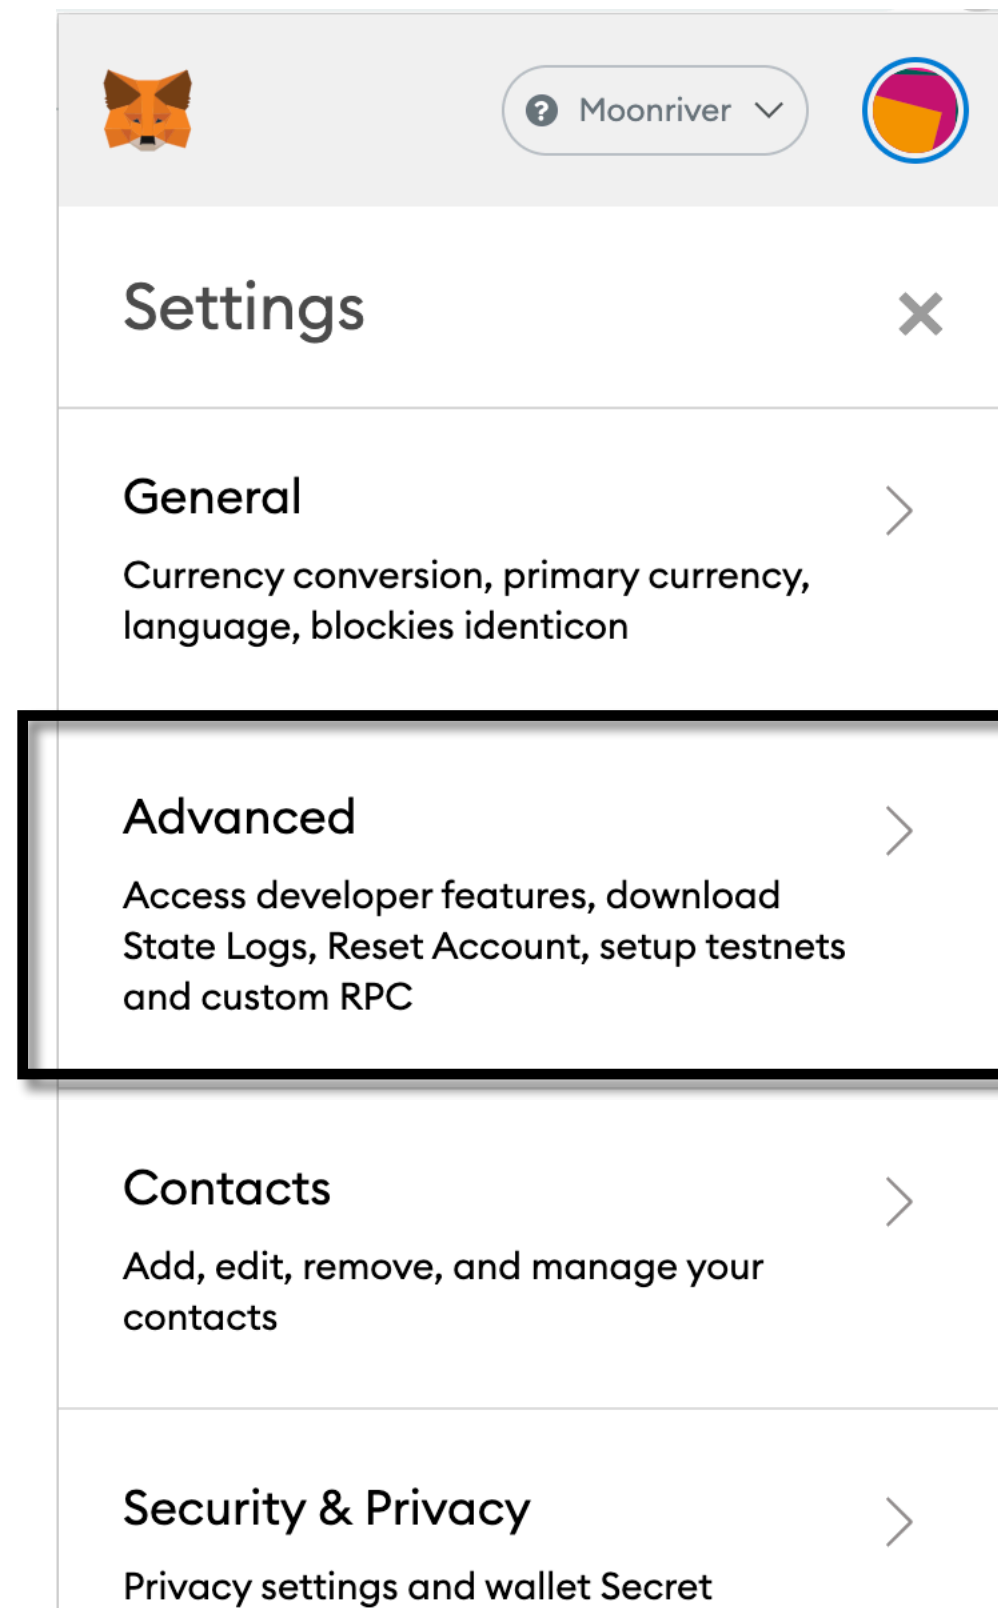 Moonriver
Settings
General
Currency conversion, primary currency,
language, blockies identicon
Advanced
Access developer features, download
State Logs, Reset Account, setup testnets
and custom RPC
Contacts
Add, edit, remove, and manage your
contacts
Security & Privacy
Privacy settings and wallet Secret